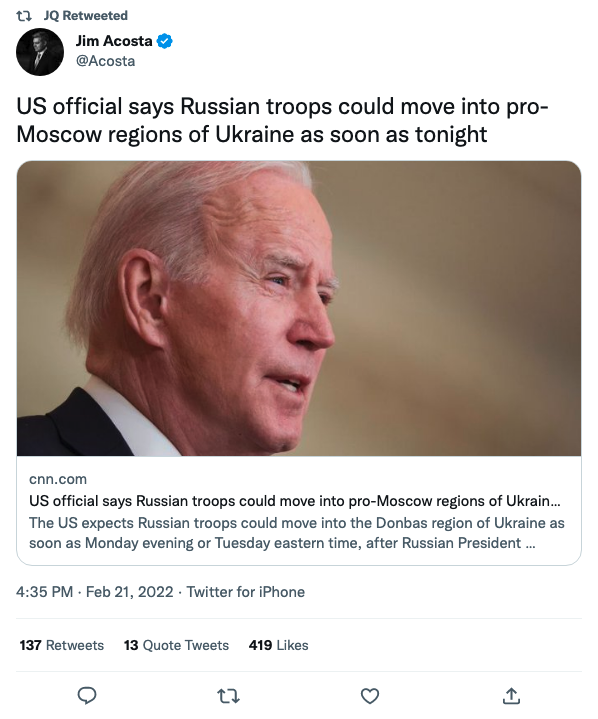 JQ Retweeted
Jim Acosta
@Acosta
US official says Russian troops could move into pro-
Moscow regions of Ukraine as soon as tonight
cnn.com
US official says Russian troops could move into pro-Moscow regions of Ukrain...
The US expects Russian troops could move into the Donbas region of Ukraine as
soon as Monday evening or Tuesday eastern time, after Russian President ...
4:35 PM · Feb 21, 2022 · Twitter for iPhone
137 Retweets 13 Quote Tweets 419 Likes